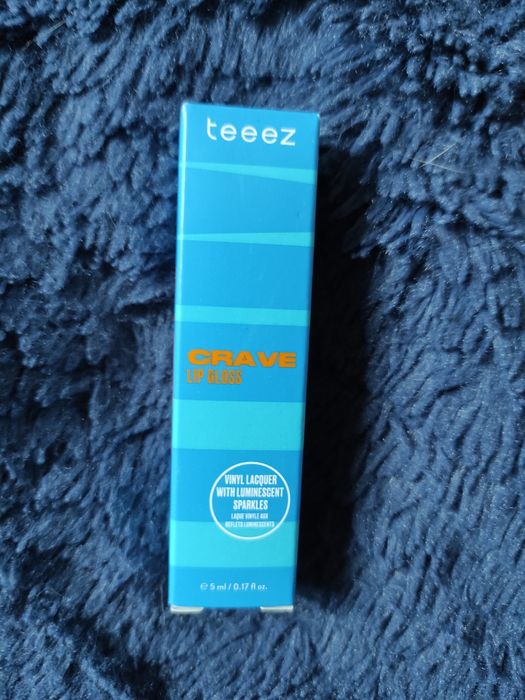 teeez
CRAVE
LIP GLOSS
VINYL LACQUER
WITH LUMINESCENT
SPARKLES
LAQUE VINYLE AUX
REFLETS LUMINESCENTS
℮ 5 ml / 0.17 fl oz.